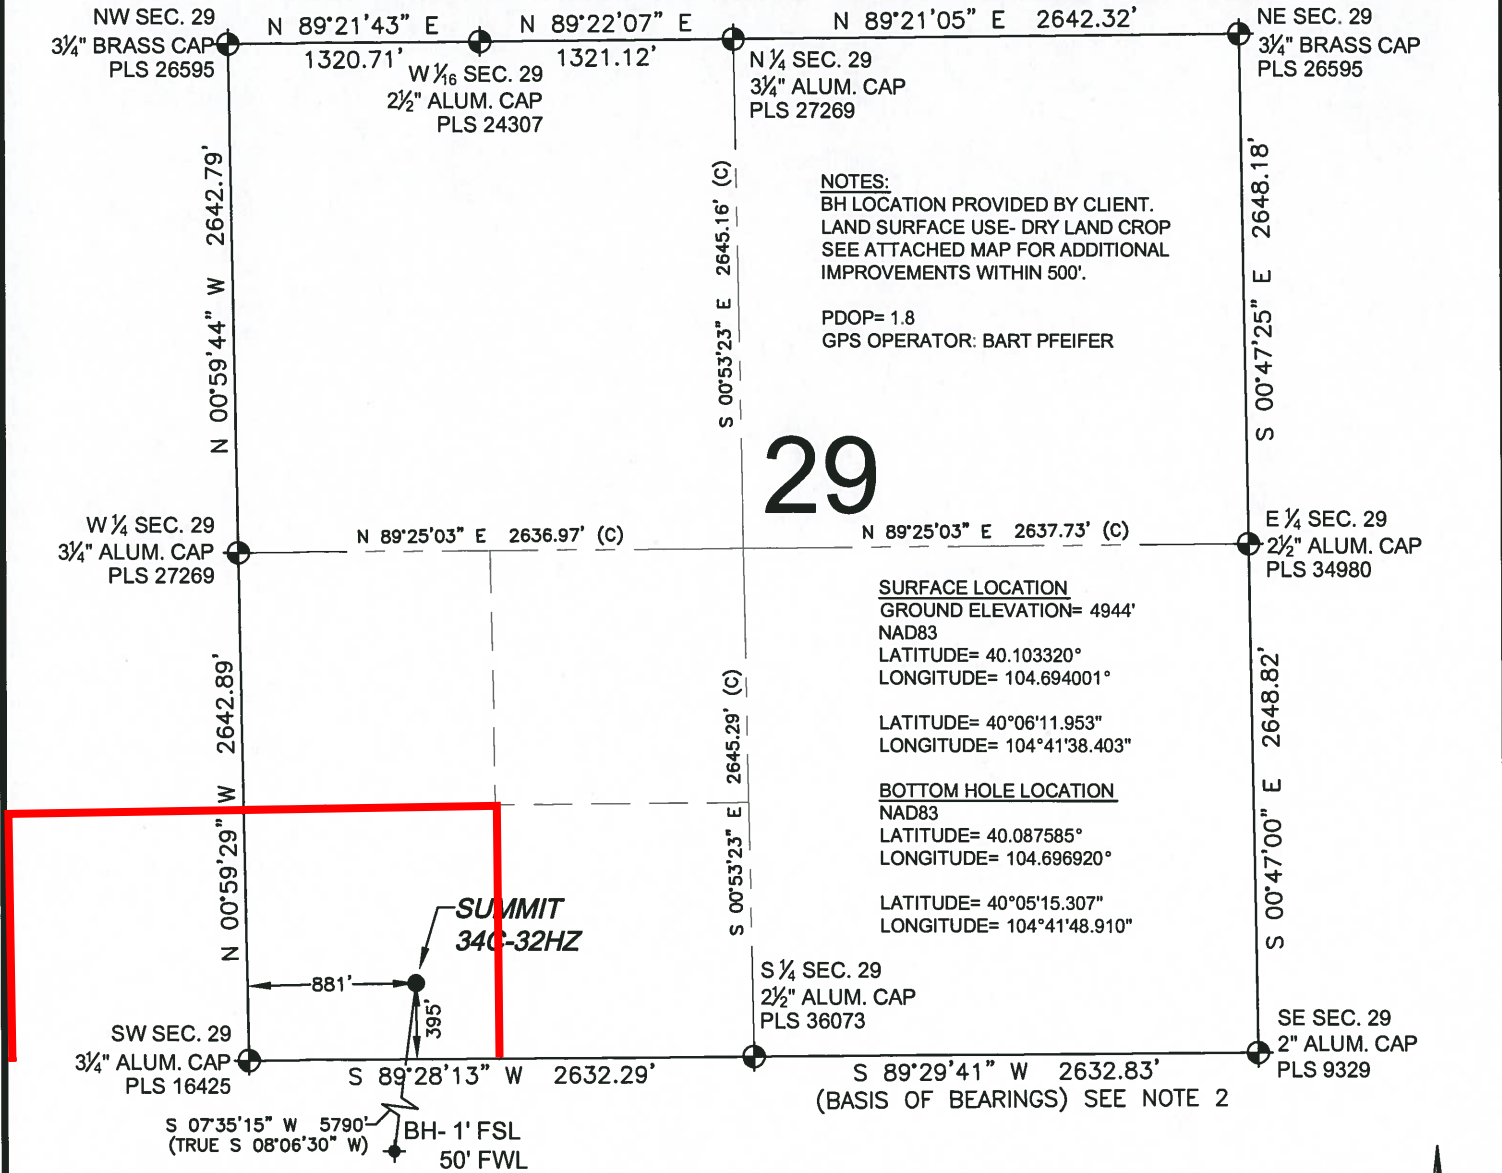 NW SEC. 29
3¼" BRASS CAP
PLS 26595
N 89°21'43" E
1320.71'
N 89°22'07" E
1321.12'
N 89°21'05" E 2642.32'
NE SEC. 29
3¼" BRASS CAP
PLS 26595
W 1/16 SEC. 29
2½" ALUM. CAP
PLS 24307
N ¼ SEC. 29
3¼" ALUM. CAP
PLS 27269
N 00°59'44" W 2642.79'
S 00°53'23" E 2645.16' (C)
S 00°47'25" E 2648.18'
NOTES:
BH LOCATION PROVIDED BY CLIENT.
LAND SURFACE USE- DRY LAND CROP
SEE ATTACHED MAP FOR ADDITIONAL
IMPROVEMENTS WITHIN 500'.
PDOP= 1.8
GPS OPERATOR: BART PFEIFER
29
W ¼ SEC. 29
3¼" ALUM. CAP
PLS 27269
N 89°25'03" E 2636.97' (C)
N 89°25'03" E 2637.73' (C)
E ¼ SEC. 29
2½" ALUM. CAP
PLS 34980
SURFACE LOCATION
GROUND ELEVATION= 4944'
NAD83
LATITUDE= 40.103320°
LONGITUDE= 104.694001°
LATITUDE= 40°06'11.953"
LONGITUDE= 104°41'38.403"
BOTTOM HOLE LOCATION
NAD83
LATITUDE= 40.087585°
LONGITUDE= 104.696920°
LATITUDE= 40°05'15.307"
LONGITUDE= 104°41'48.910"
N 00°59'29" W 2642.89'
S 00°53'23" E 2645.29' (C)
S 00°47'00" E 2648.82'
SUMMIT
34C-32HZ
881'
395'
SW SEC. 29
3¼" ALUM. CAP
PLS 16425
S ¼ SEC. 29
2½" ALUM. CAP
PLS 36073
SE SEC. 29
2" ALUM. CAP
PLS 9329
S 89°28'13" W 2632.29'
S 89°29'41" W 2632.83'
(BASIS OF BEARINGS) SEE NOTE 2
S 07°35'15" W 5790'
(TRUE S 08°06'30" W)
BH- 1' FSL
50' FWL